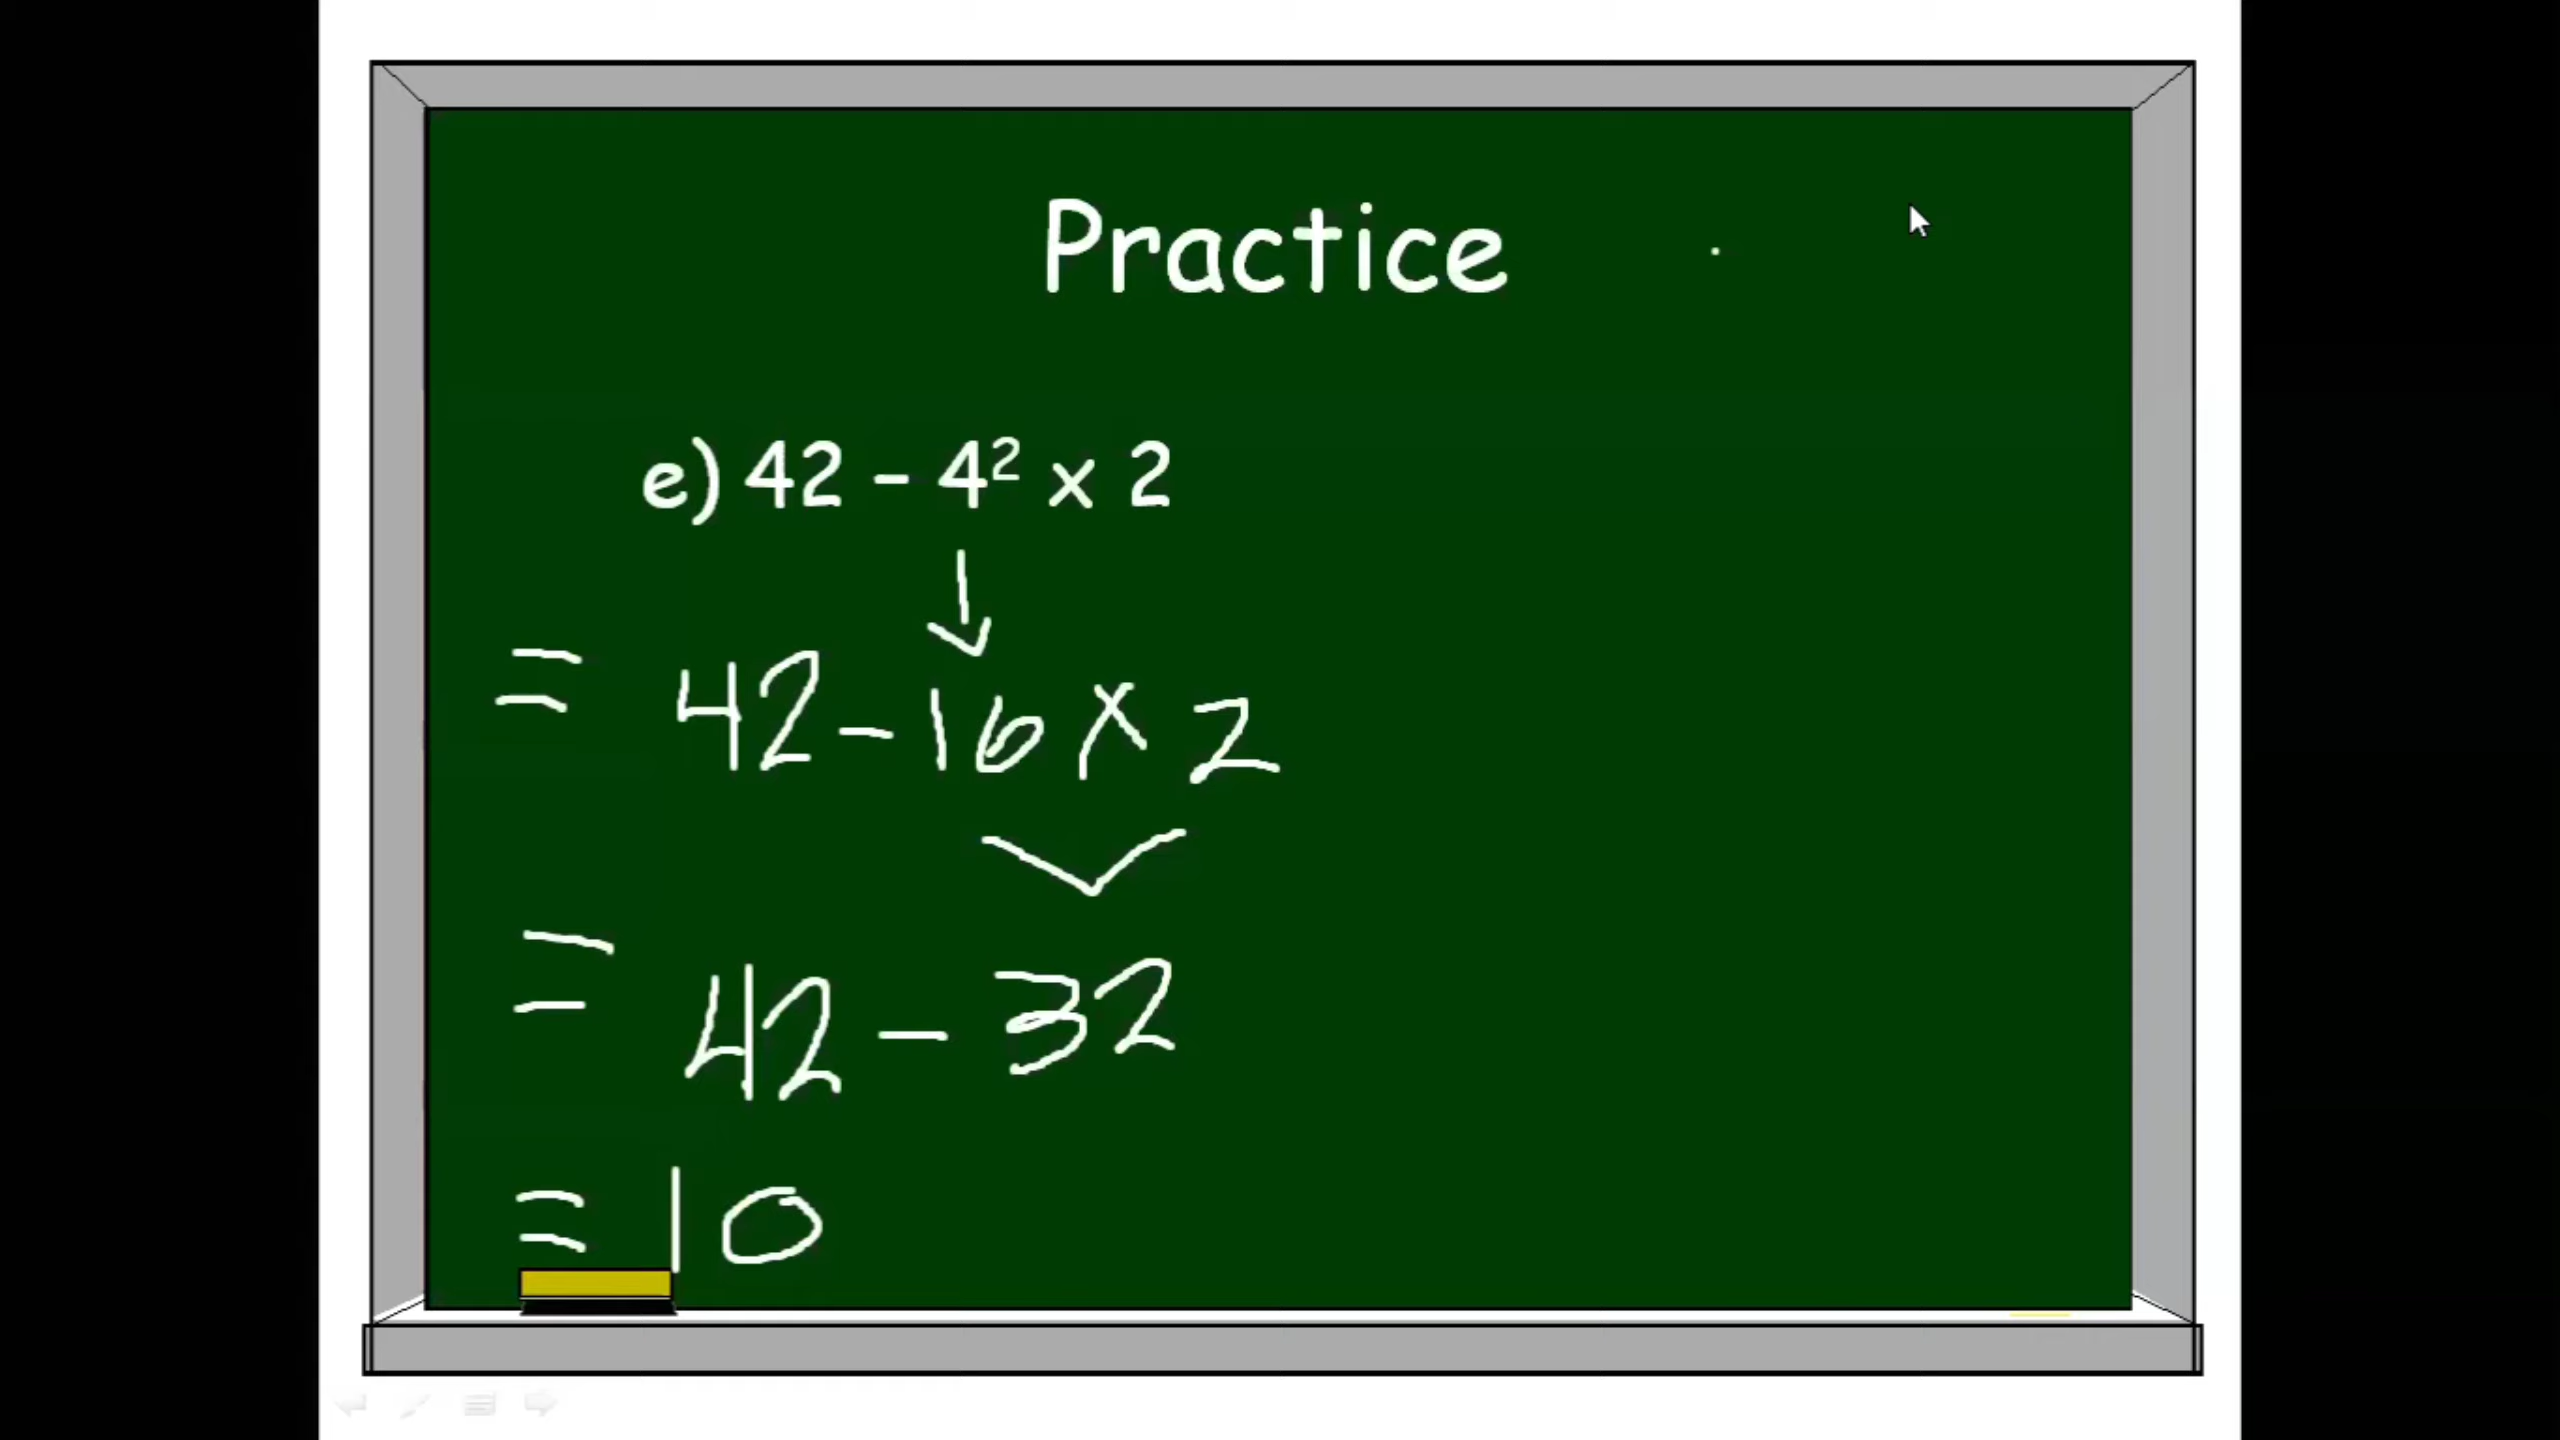 Practice
e) 42 - 4² x 2
= 42 - 16 x 2
= 42 - 32
= 10